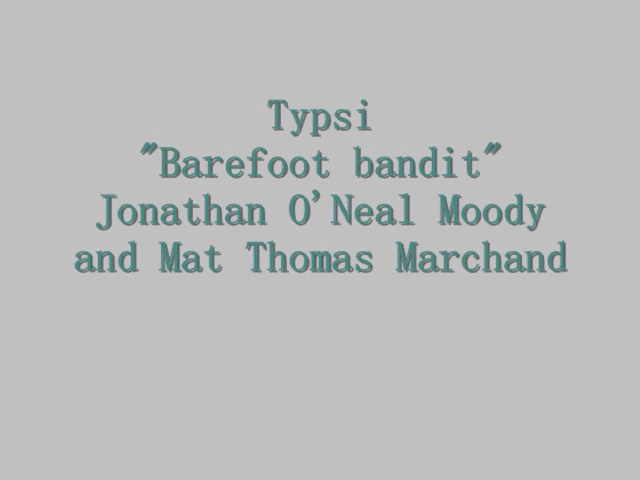 Typsi
"Barefoot bandit"
Jonathan O'Neal Moody
and Mat Thomas Marchand